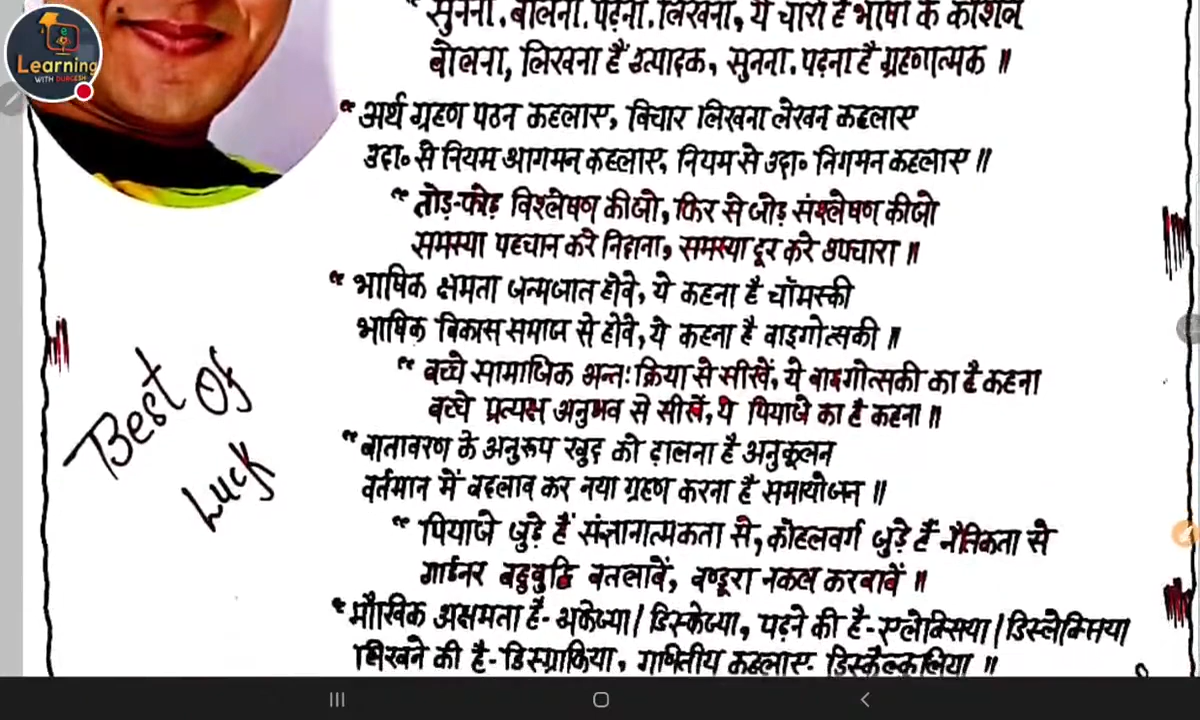 Learning
WITH DURGESH
"सुनना, बोलना, पढ़ना, लिखना, ये चारों हैं भाषा के कौशल
बोलना, लिखना हैं उत्पादक, सुनना, पढ़ना है ग्रहणात्मक ॥
"अर्थ ग्रहण पठन कहलाए, विचार लिखना लेखन कहलाए
उदा० से नियम आगमन कहलाए, नियम से उदा० निगमन कहलाए ॥
"तोड़-फोड़ विश्लेषण कीजो, फिर से जोड़ संश्लेषण कीजो
समस्या पहचान करे निदाना, समस्या दूर करे उपचारा ॥
"भाषिक क्षमता जन्मजात होवे, ये कहना है चॉमस्की
भाषिक विकास समाज से होवे, ये कहना है वाइगोत्सकी ॥
"बच्चे सामाजिक अन्तः क्रिया से सीखें, ये वाइगोत्सकी का है कहना
बच्चे प्रत्यक्ष अनुभव से सीखें, ये पियाजे का है कहना ॥
"वातावरण के अनुरूप खुद को ढ़ालना है अनुकूलन
वर्तमान में बदलाव कर नया ग्रहण करना है समायोजन ॥
"पियाजे जुड़े हैं संज्ञानात्मकता से, कोहलवर्ग जुड़े हैं नैतिकता से
गार्डनर बहुबुद्धि बतलावें, वण्डूरा नकल करवावें ॥
"मौखिक अक्षमता है- अफेज्या/डिस्फेज्या, पढ़ने की है- एलेक्सिया/डिस्लेक्सिया
लिखने की है- डिस्ग्राफिया, गणितीय कहलाए- डिस्कैल्कुलिया ॥
Best Of
Luck